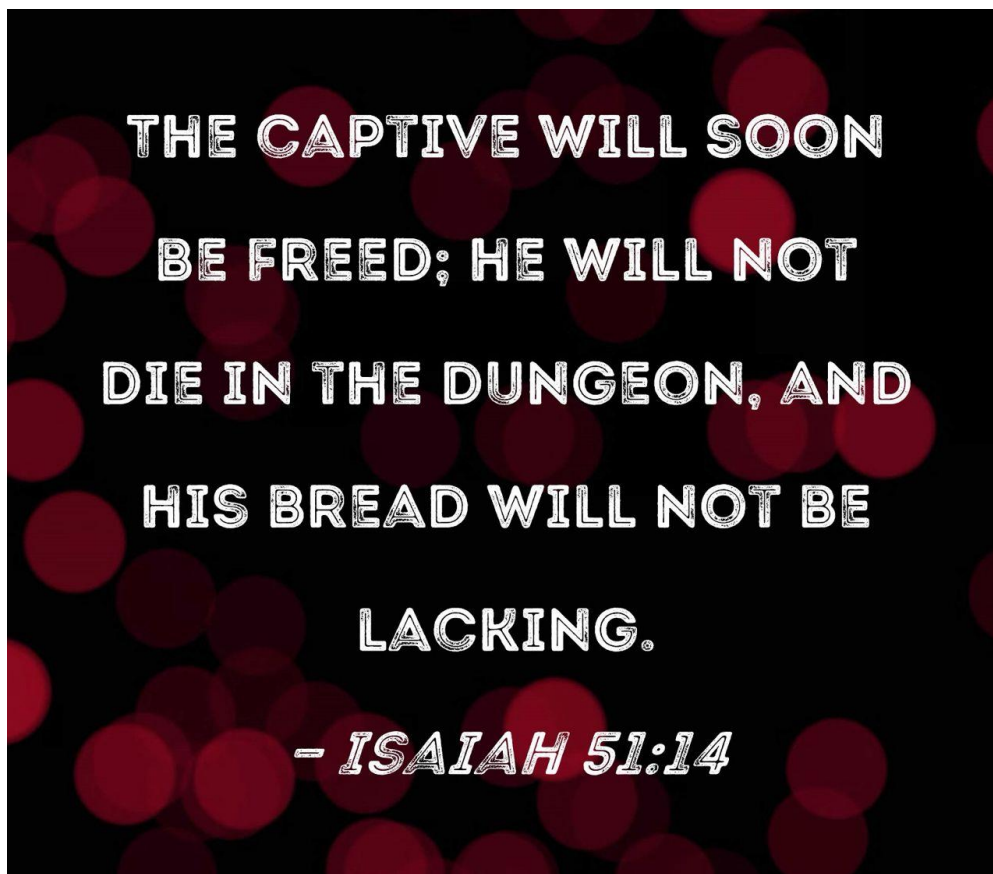 THE CAPTIVE WILL SOON
BE FREED; HE WILL NOT
DIE IN THE DUNGEON, AND
HIS BREAD WILL NOT BE
LACKING.
- ISAIAH 51:14